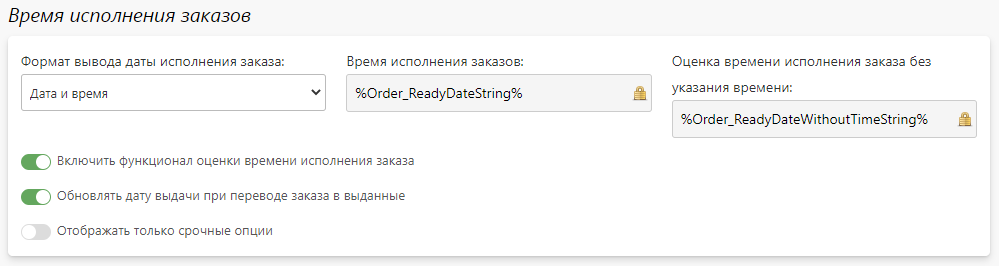 Время исполнения заказов
Формат вывода даты исполнения заказа:
Дата и время
Время исполнения заказов:
%Order_ReadyDateString%
Оценка времени исполнения заказа без
указания времени:
%Order_ReadyDateWithoutTimeString%
Включить функционал оценки времени исполнения заказа
Обновлять дату выдачи при переводе заказа в выданные
Отображать только срочные опции